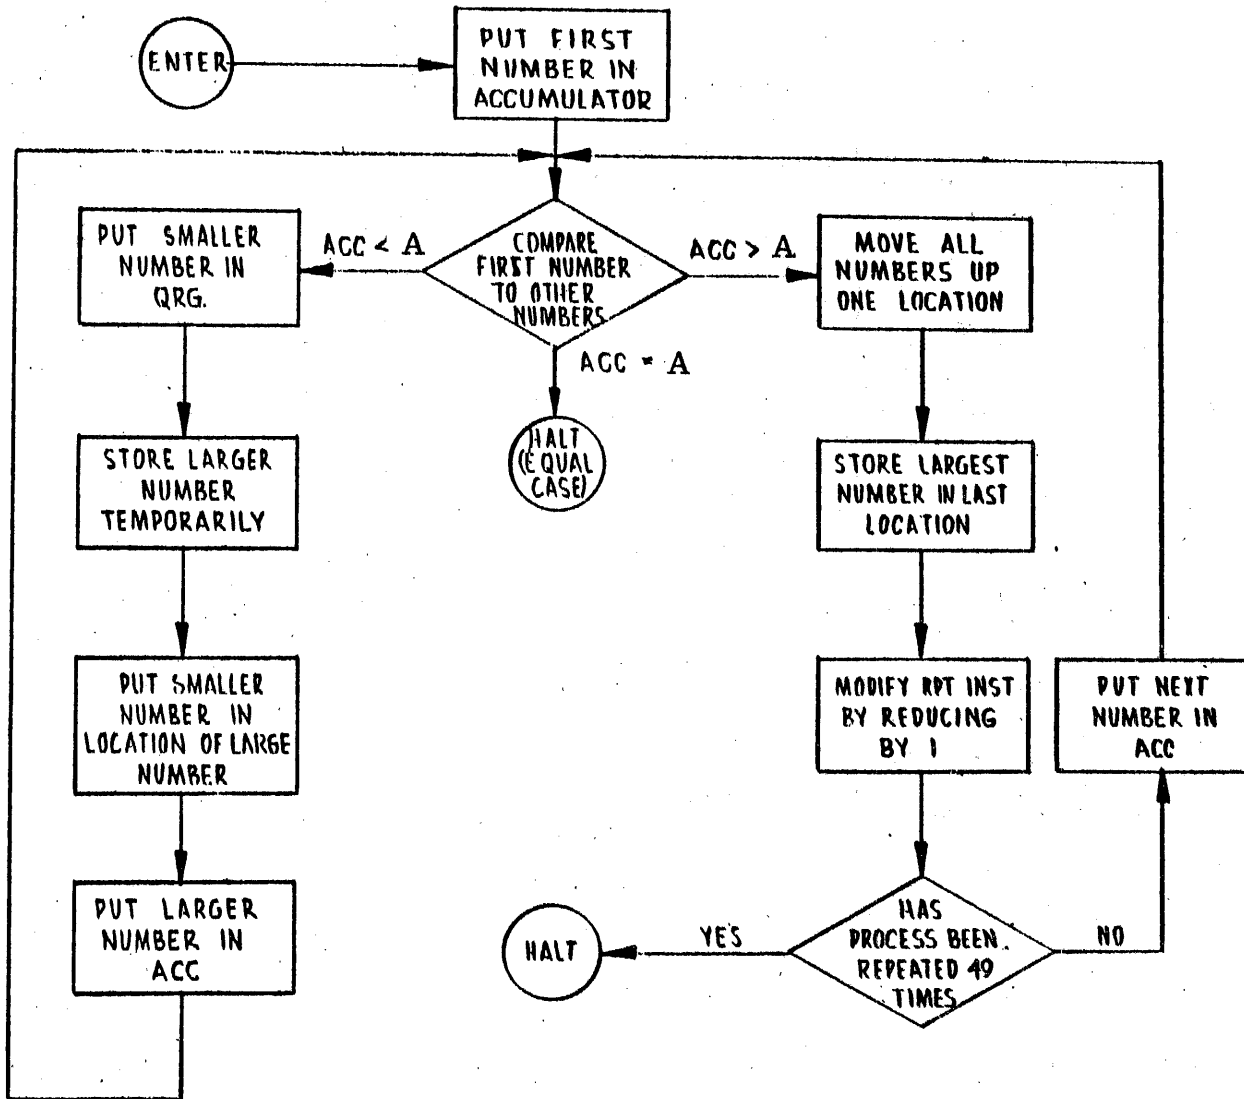 ENTER
PUT FIRST
NUMBER IN
ACCUMULATOR
COMPARE
FIRST NUMBER
TO OTHER
NUMBERS
ACC < A
ACC > A
ACC = A
HALT
(EQUAL
CASE)
PUT SMALLER
NUMBER IN
QRG.
STORE LARGER
NUMBER
TEMPORARILY
PUT SMALLER
NUMBER IN
LOCATION OF LARGE
NUMBER
PUT LARGER
NUMBER IN
ACC
MOVE ALL
NUMBERS UP
ONE LOCATION
STORE LARGEST
NUMBER IN LAST
LOCATION
MODIFY RPT INST
BY REDUCING
BY 1
HAS
PROCESS BEEN
REPEATED 49
TIMES
YES
HALT
NO
PUT NEXT
NUMBER IN
ACC